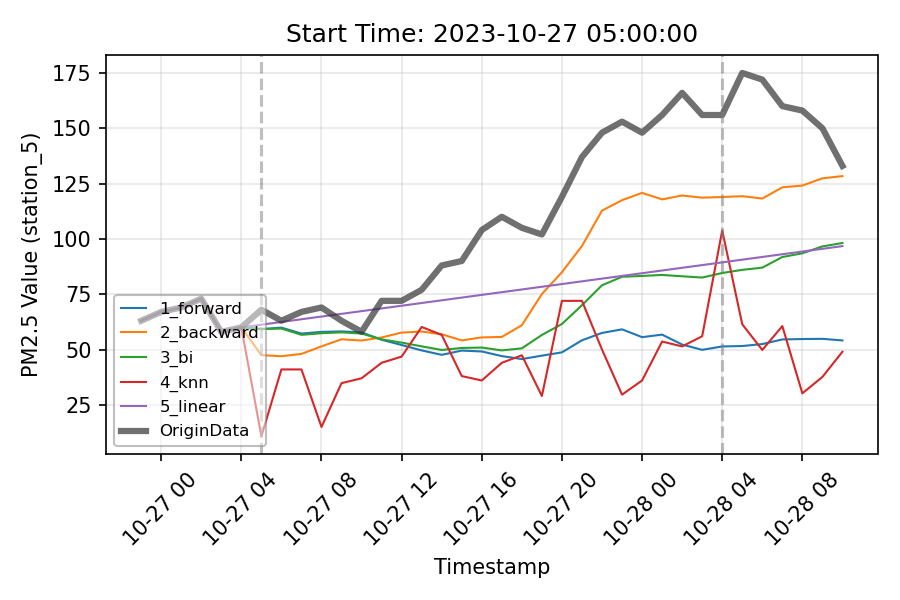 Start Time: 2023-10-27 05:00:00
PM2.5 Value (station_5)
175
150
125
100
75
50
25
1_forward
2_backward
3_bi
4_knn
5_linear
OriginData
10-27 00
10-27 04
10-27 08
10-27 12
10-27 16
10-27 20
10-28 00
10-28 04
10-28 08
Timestamp